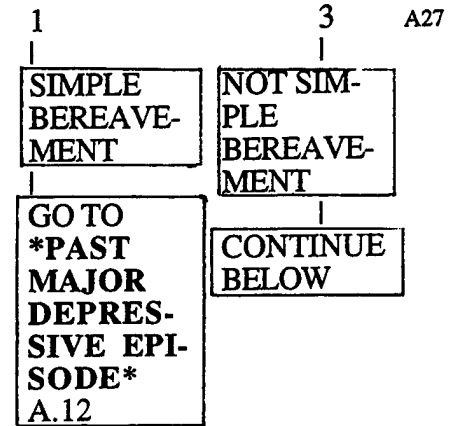 1 3 A27
SIMPLE
BEREAVE-
MENT
NOT SIM-
PLE
BEREAVE-
MENT
GO TO
*PAST
MAJOR
DEPRES-
SIVE EPI-
SODE*
A.12
CONTINUE
BELOW